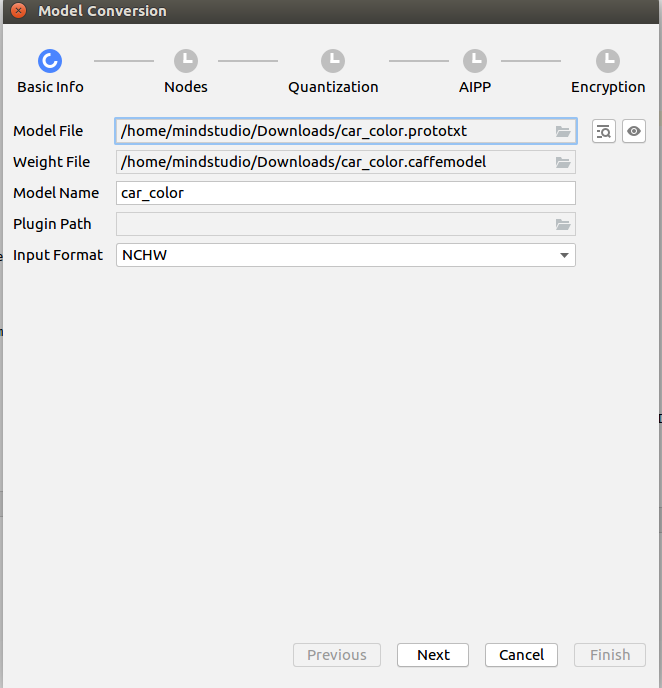 Model Conversion
Basic Info Nodes Quantization AIPP Encryption
Model File /home/mindstudio/Downloads/car_color.prototxt
Weight File /home/mindstudio/Downloads/car_color.caffemodel
Model Name car_color
Plugin Path
Input Format NCHW
Previous Next Cancel Finish